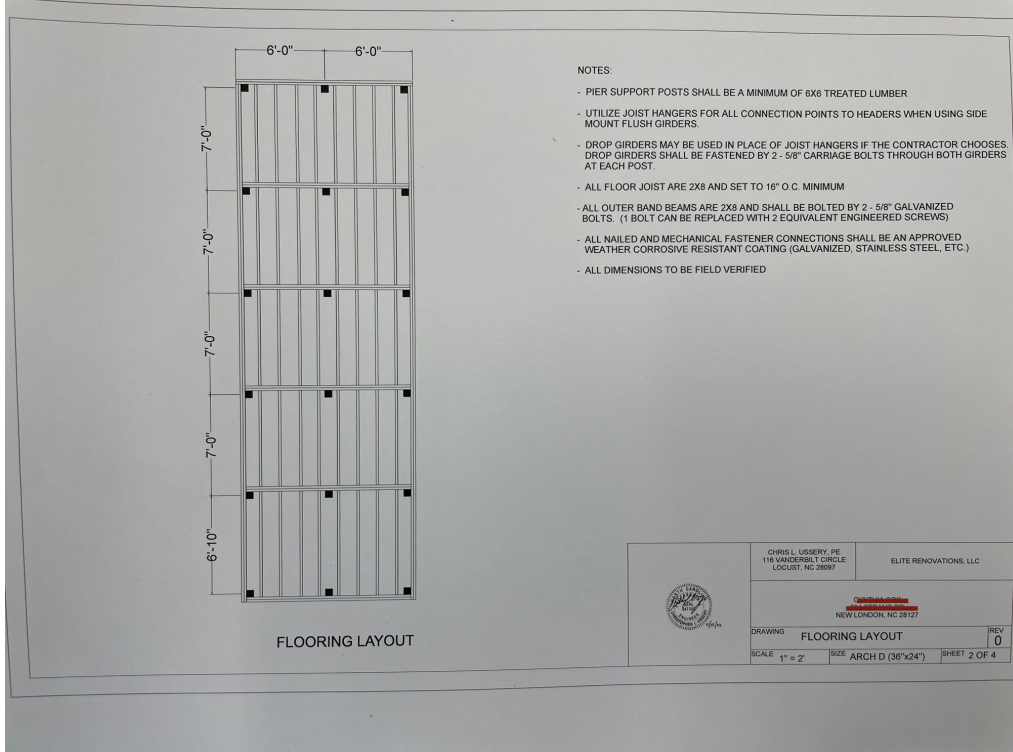 6'-0" 6'-0"
7'-0"
7'-0"
7'-0"
7'-0"
6'-10"
FLOORING LAYOUT
NOTES:
- PIER SUPPORT POSTS SHALL BE A MINIMUM OF 6X6 TREATED LUMBER
- UTILIZE JOIST HANGERS FOR ALL CONNECTION POINTS TO HEADERS WHEN USING SIDE
MOUNT FLUSH GIRDERS.
- DROP GIRDERS MAY BE USED IN PLACE OF JOIST HANGERS IF THE CONTRACTOR CHOOSES.
DROP GIRDERS SHALL BE FASTENED BY 2 - 5/8" CARRIAGE BOLTS THROUGH BOTH GIRDERS
AT EACH POST.
- ALL FLOOR JOIST ARE 2X8 AND SET TO 16" O.C. MINIMUM
- ALL OUTER BAND BEAMS ARE 2X8 AND SHALL BE BOLTED BY 2 - 5/8" GALVANIZED
BOLTS. (1 BOLT CAN BE REPLACED WITH 2 EQUIVALENT ENGINEERED SCREWS)
- ALL NAILED AND MECHANICAL FASTENER CONNECTIONS SHALL BE AN APPROVED
WEATHER CORROSIVE RESISTANT COATING (GALVANIZED, STAINLESS STEEL, ETC.)
- ALL DIMENSIONS TO BE FIELD VERIFIED
CHRIS L. USSERY, PE
116 VANDERBILT CIRCLE
LOCUST, NC 28097
ELITE RENOVATIONS, LLC
NEW LONDON, NC 28127
DRAWING FLOORING LAYOUT
REV 0
SCALE 1" = 2' SIZE ARCH D (36"x24") SHEET 2 OF 4
NORTH CAROLINA
SEAL
ENGINEER